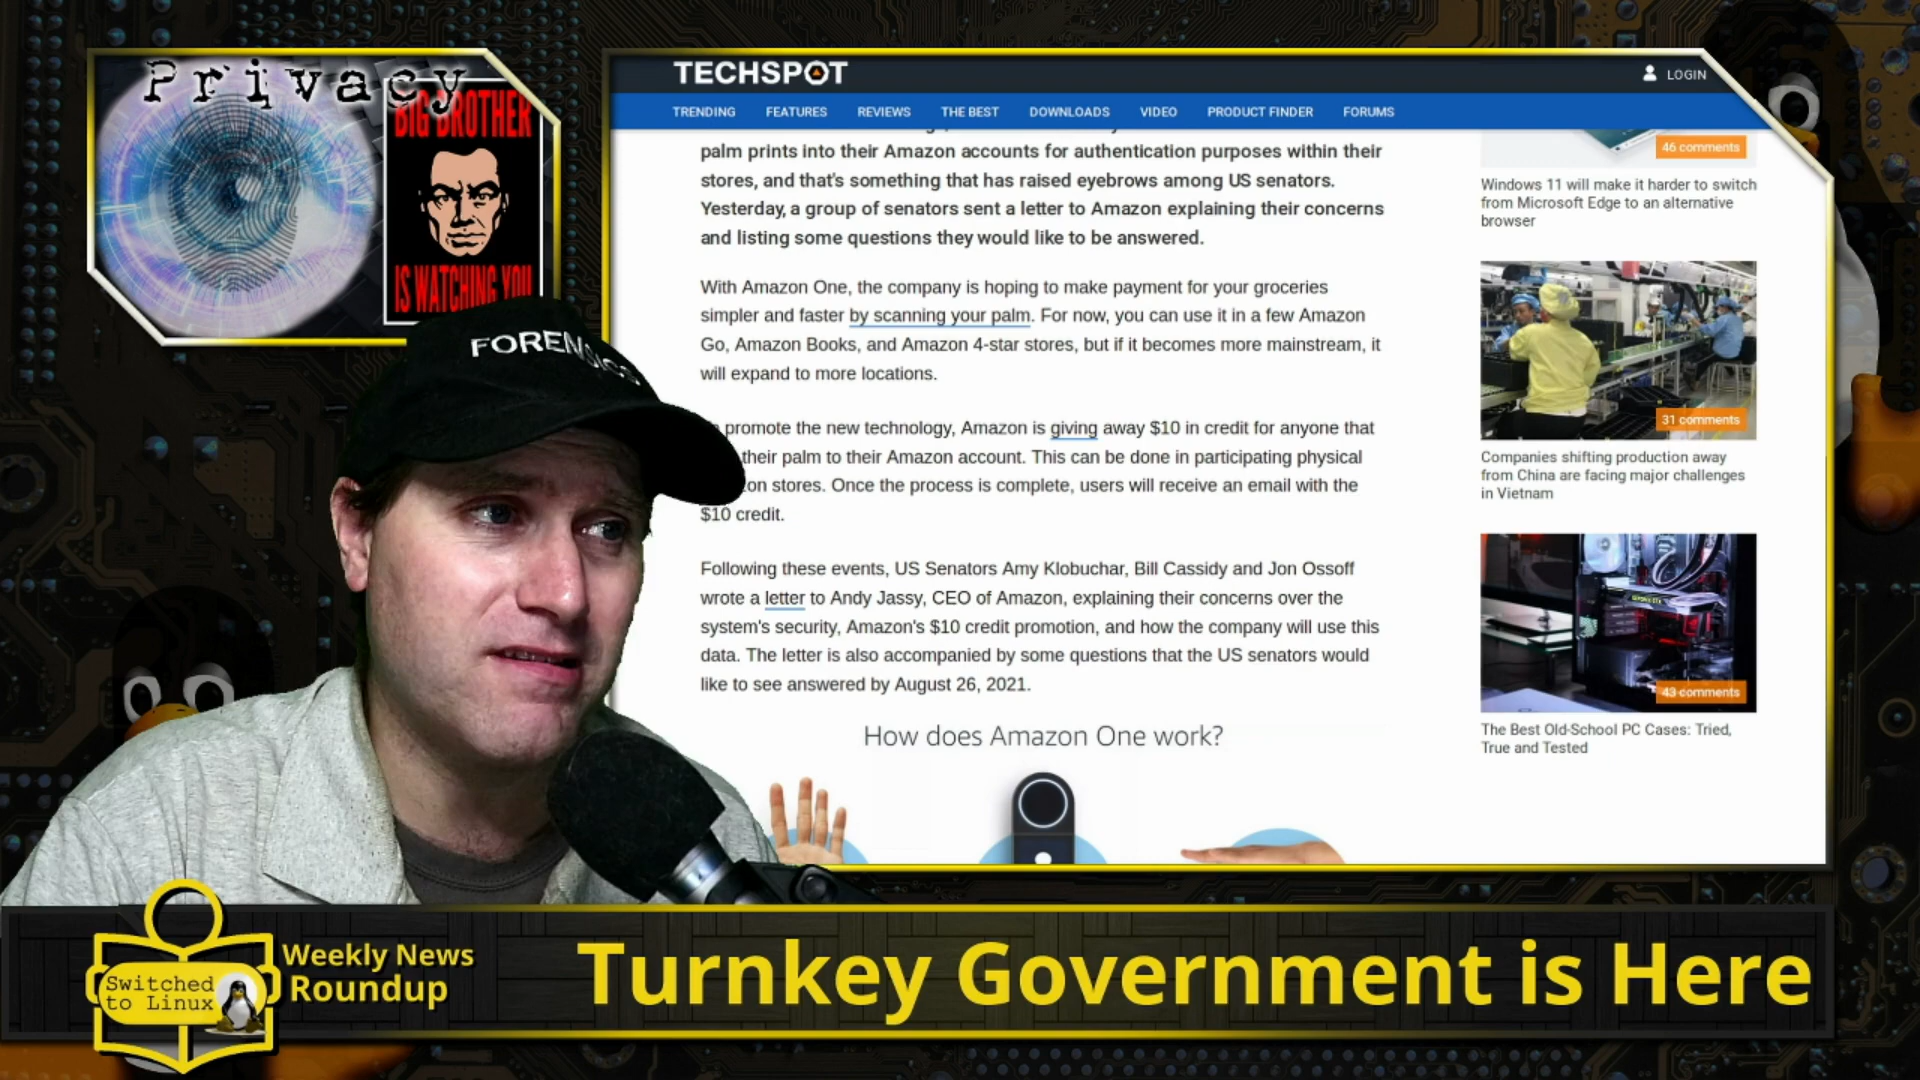 Privacy
BIG BROTHER
IS WATCHING YOU
TECHSPOT
LOGIN
TRENDING FEATURES REVIEWS THE BEST DOWNLOADS VIDEO PRODUCT FINDER FORUMS
palm prints into their Amazon accounts for authentication purposes within their
stores, and that's something that has raised eyebrows among US senators.
Yesterday, a group of senators sent a letter to Amazon explaining their concerns
and listing some questions they would like to be answered.
With Amazon One, the company is hoping to make payment for your groceries
simpler and faster by scanning your palm. For now, you can use it in a few Amazon
Go, Amazon Books, and Amazon 4-star stores, but if it becomes more mainstream, it
will expand to more locations.
promote the new technology, Amazon is giving away $10 in credit for anyone that
their palm to their Amazon account. This can be done in participating physical
stores. Once the process is complete, users will receive an email with the
$10 credit.
Following these events, US Senators Amy Klobuchar, Bill Cassidy and Jon Ossoff
wrote a letter to Andy Jassy, CEO of Amazon, explaining their concerns over the
system's security, Amazon's $10 credit promotion, and how the company will use this
data. The letter is also accompanied by some questions that the US senators would
like to see answered by August 26, 2021.
How does Amazon One work?
46 comments
Windows 11 will make it harder to switch
from Microsoft Edge to an alternative
browser
31 comments
Companies shifting production away
from China are facing major challenges
in Vietnam
43 comments
The Best Old-School PC Cases: Tried,
True and Tested
FORENSICS
Switched
to Linux
Weekly News
Roundup
Turnkey Government is Here